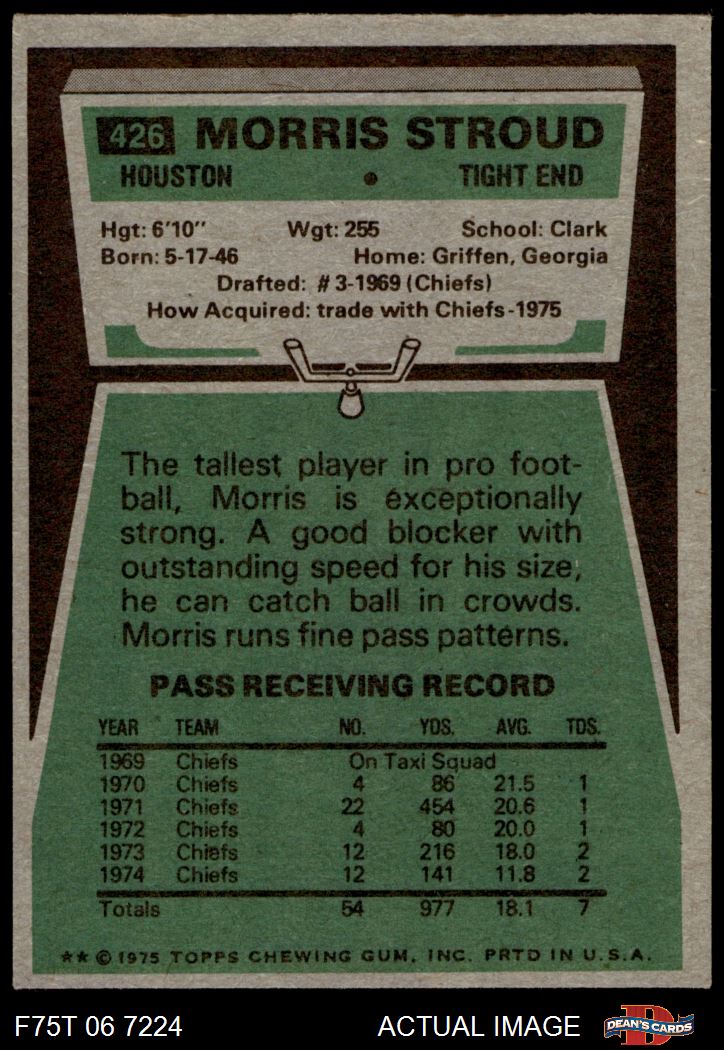 426 MORRIS STROUD
HOUSTON • TIGHT END
Hgt: 6'10" Wgt: 255 School: Clark
Born: 5-17-46 Home: Griffen, Georgia
Drafted: #3-1969 (Chiefs)
How Acquired: trade with Chiefs-1975
The tallest player in pro foot-
ball, Morris is exceptionally
strong. A good blocker with
outstanding speed for his size,
he can catch ball in crowds.
Morris runs fine pass patterns.
PASS RECEIVING RECORD
YEAR TEAM NO. YDS. AVG. TDS.
1969 Chiefs On Taxi Squad
1970 Chiefs 4 86 21.5 1
1971 Chiefs 22 454 20.6 1
1972 Chiefs 4 80 20.0 1
1973 Chiefs 12 216 18.0 2
1974 Chiefs 12 141 11.8 2
Totals 54 977 18.1 7
** © 1975 TOPPS CHEWING GUM, INC. PRTD IN U.S.A.
F75T 06 7224 ACTUAL IMAGE D DEAN'S CARDS